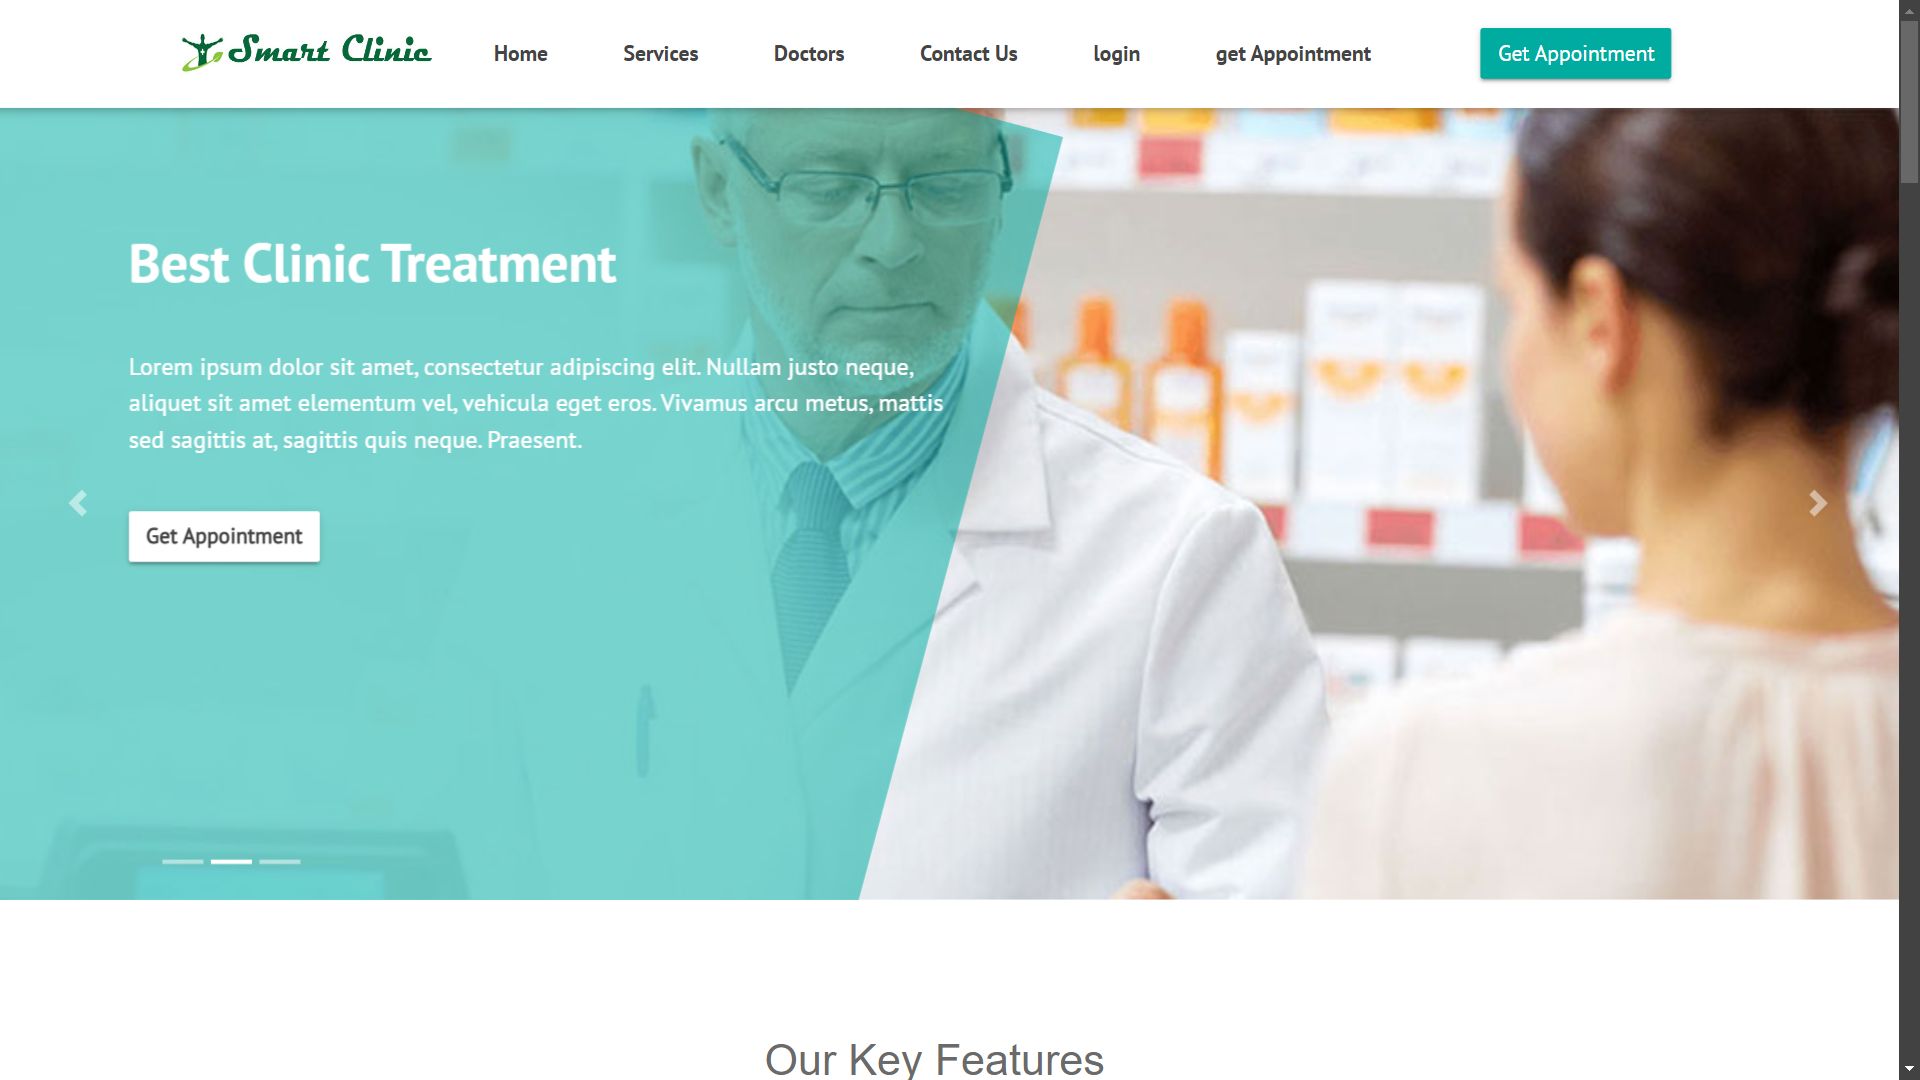 Smart Clinic
Home
Services
Doctors
Contact Us
login
get Appointment
Get Appointment
Best Clinic Treatment
Lorem ipsum dolor sit amet, consectetur adipiscing elit. Nullam justo neque,
aliquet sit amet elementum vel, vehicula eget eros. Vivamus arcu metus, mattis
sed sagittis at, sagittis quis neque. Praesent.
Get Appointment
Our Key Features